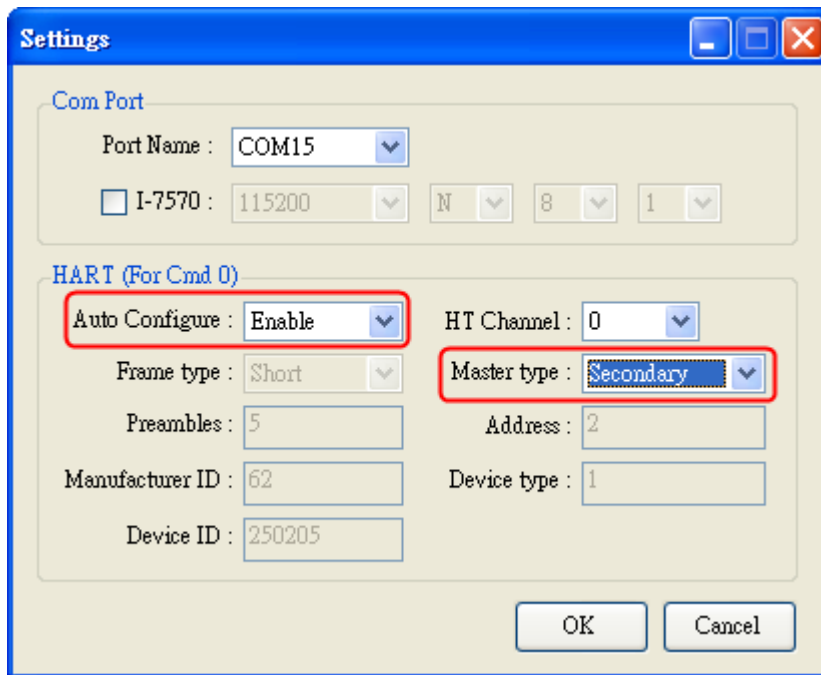 Settings
Com Port
Port Name : COM15
I-7570 : 115200 N 8 1
HART (For Cmd 0)
Auto Configure : Enable HT Channel : 0
Frame type : Short Master type : Secondary
Preambles : 5 Address : 2
Manufacturer ID : 62 Device type : 1
Device ID : 250205
OK Cancel